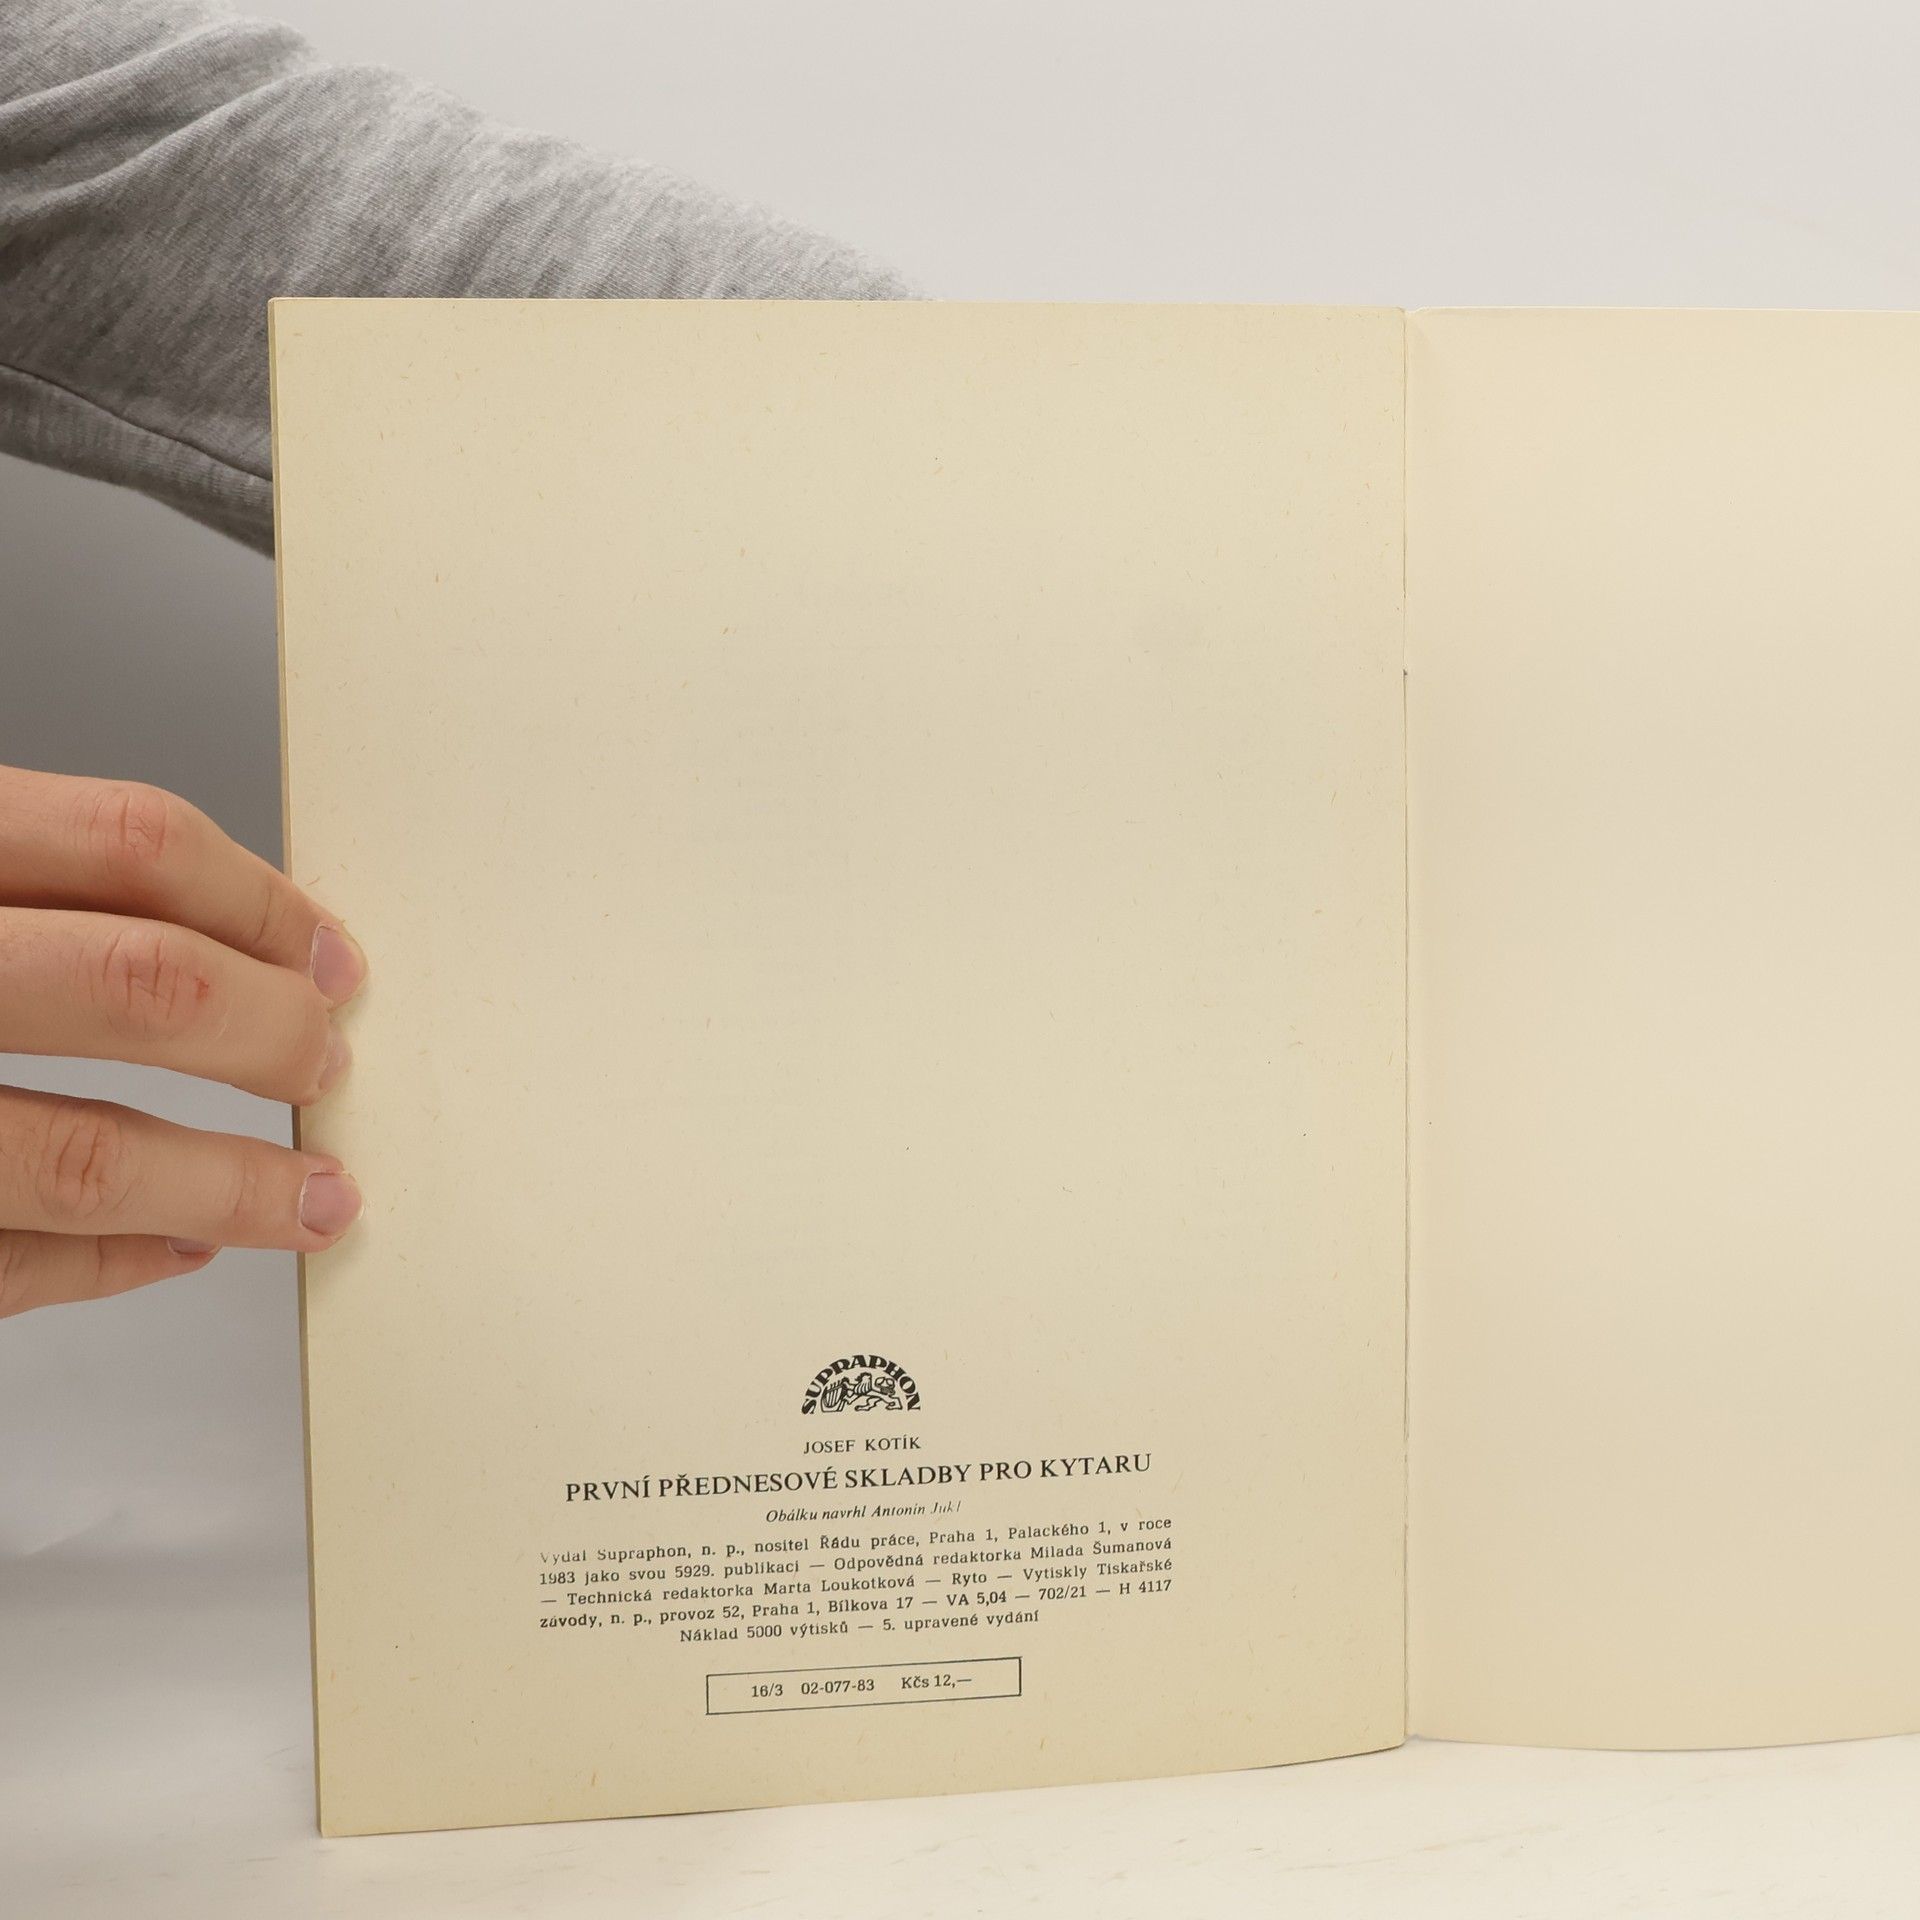 SUPRAPHON
JOSEF KOTÍK
PRVNÍ PŘEDNESOVÉ SKLADBY PRO KYTARU
Obálku navrhl Antonín Jukl
Vydal Supraphon, n. p., nositel Řádu práce, Praha 1, Palackého 1, v roce
1983 jako svou 5929. publikaci — Odpovědná redaktorka Milada Šumanová
— Technická redaktorka Marta Loukotková — Ryto — Vytiskly Tiskařské
závody, n. p., provoz 52, Praha 1, Bílkova 17 — VA 5,04 — 702/21 — H 4117
Náklad 5000 výtisků — 5. upravené vydání
16/3 02-077-83 Kčs 12,—